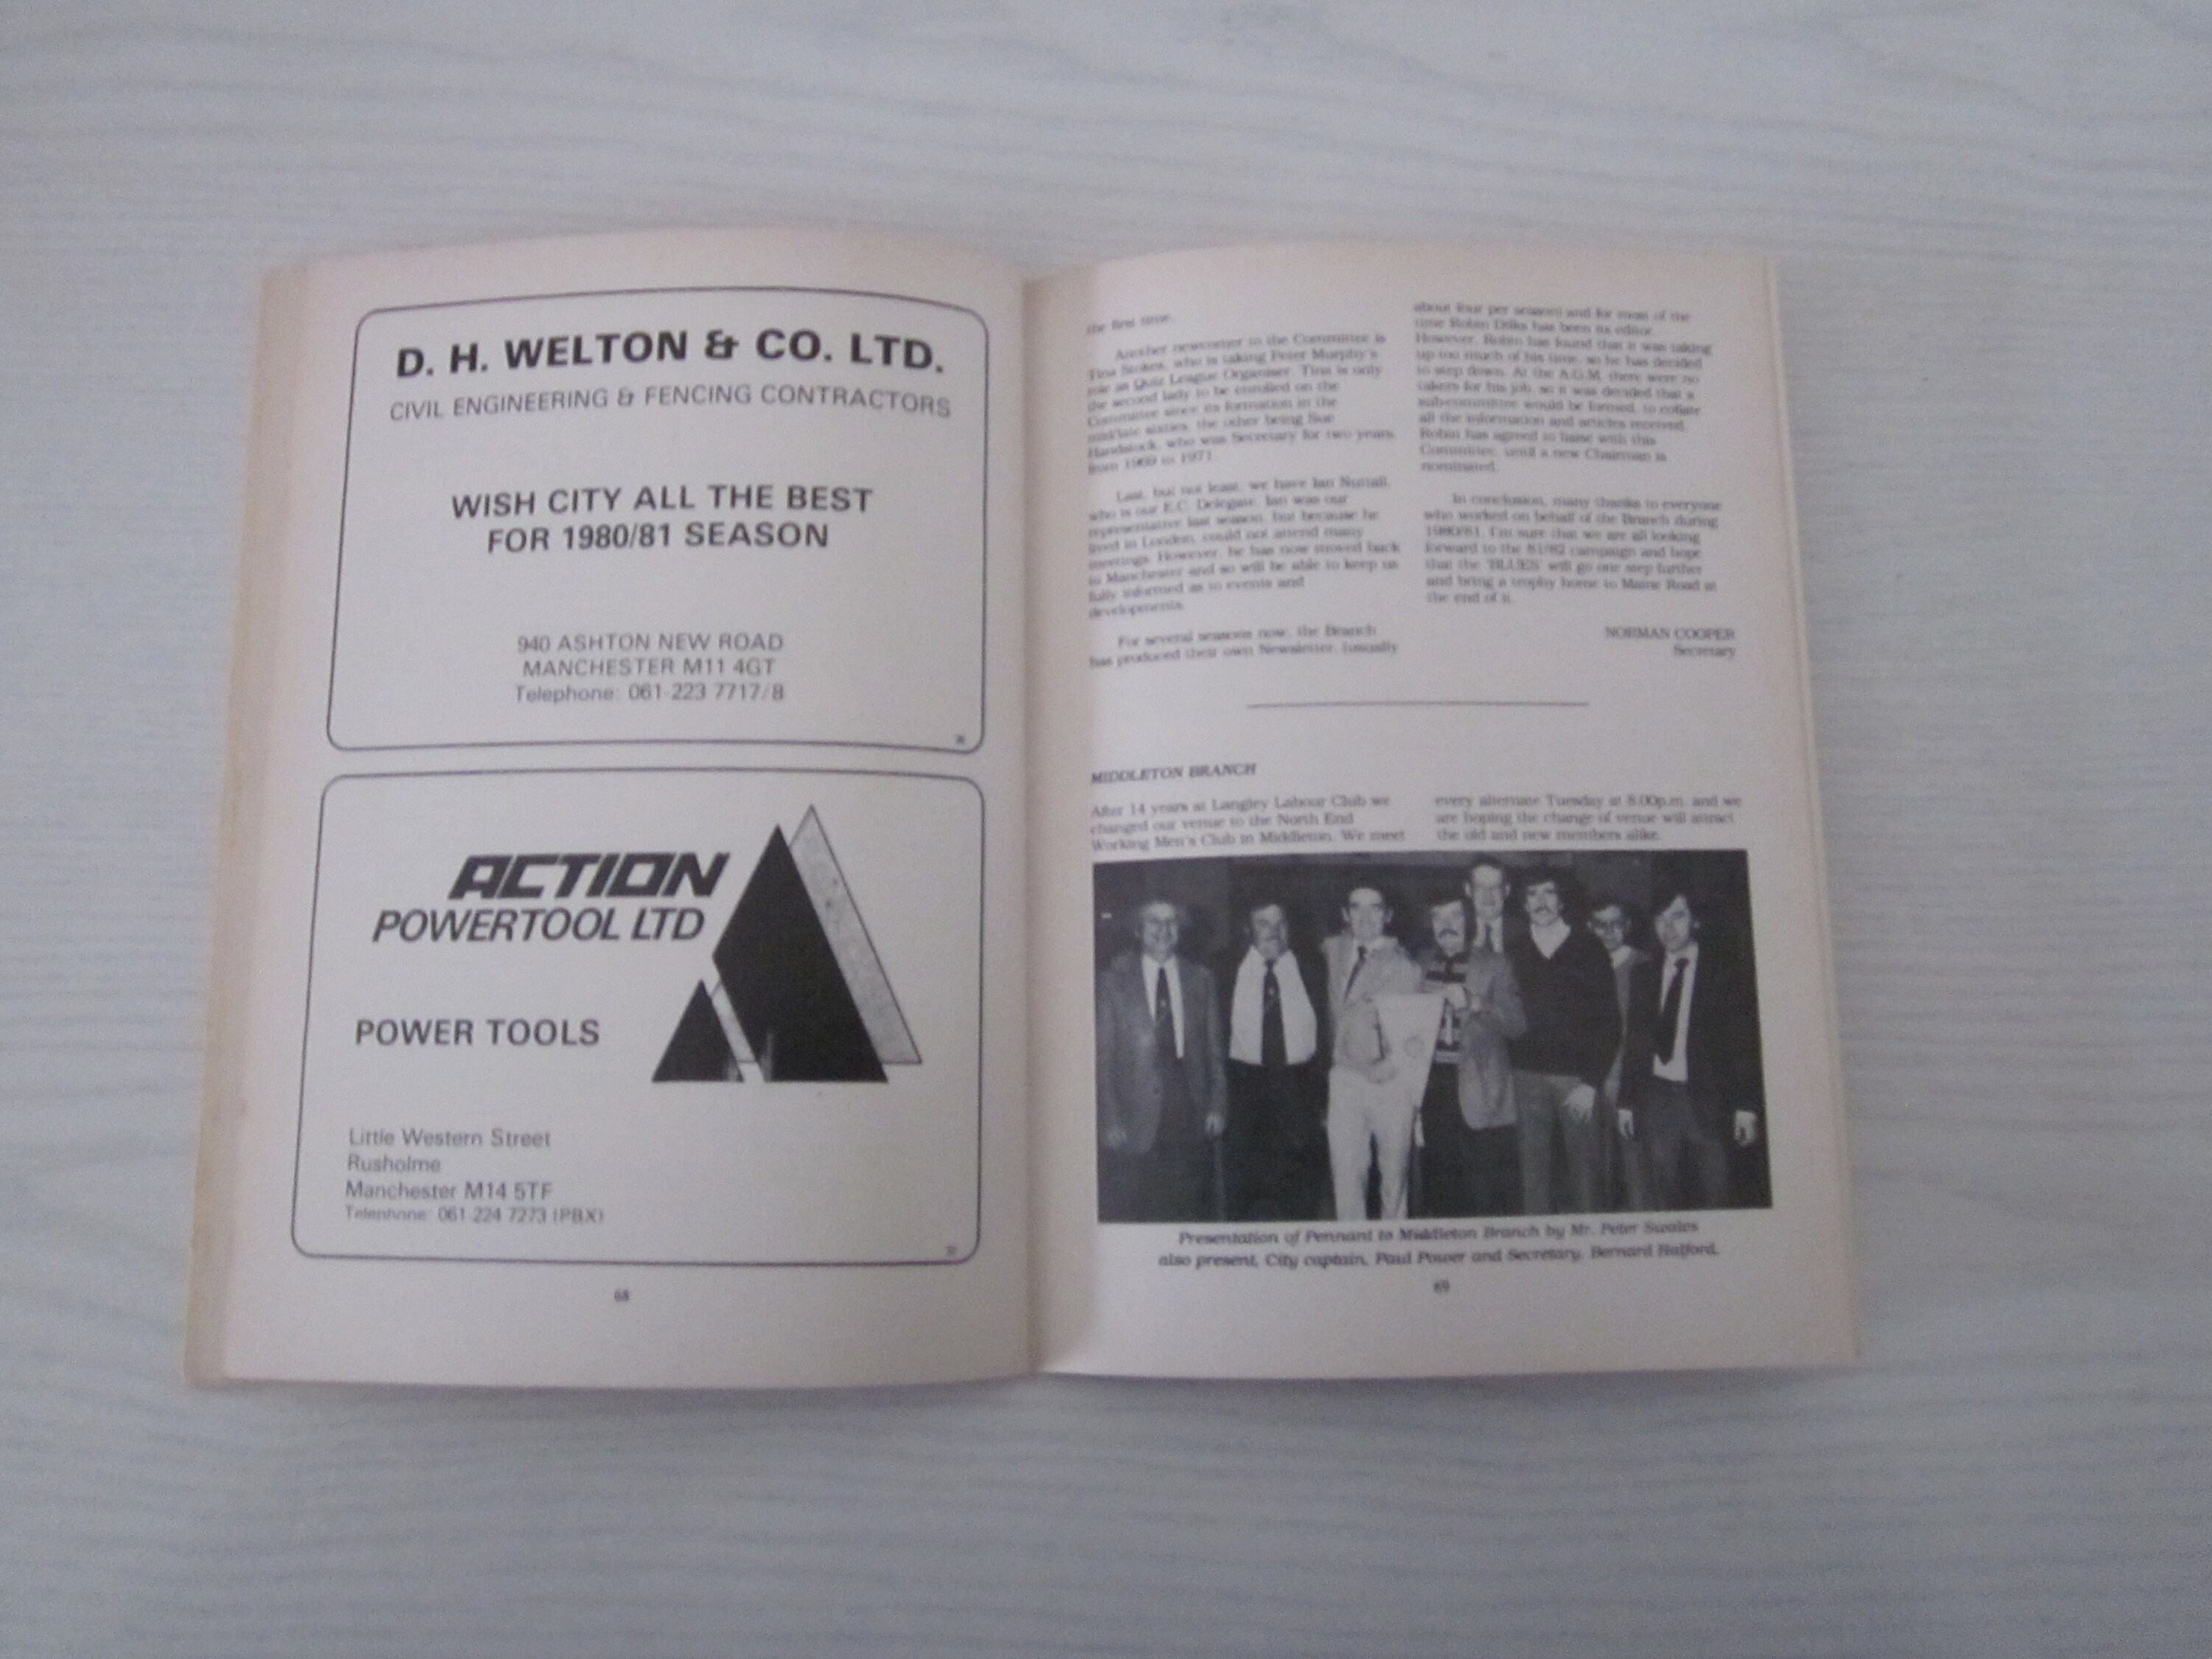 D. H. WELTON & CO. LTD.
CIVIL ENGINEERING & FENCING CONTRACTORS
WISH CITY ALL THE BEST
FOR 1980/81 SEASON
940 ASHTON NEW ROAD
MANCHESTER M11 4GT
Telephone: 061-223 7717/8
ACTION
POWERTOOL LTD
POWER TOOLS
Little Western Street
Rusholme
Manchester M14 5TF
Telephone: 061 224 7273 (PBX)
68
the first time.
Another newcomer to the Committee is
Tina Stokes, who is taking Peter Murphy's
role as Quiz League Organiser. Tina is only
the second lady to be enrolled on the
Committee since its formation in the
mid/late sixties, the other being Sue
who was Secretary for two years,
from 1969 to 1971.
Last, but not least, we have Ian Nuttall,
who is our E.C. Delegate. Ian was our
representative last season, but because he
lived in London, could not attend many
meetings. However, he has now moved back
to Manchester and so will be able to keep us
fully informed as to events and
developments.
For several seasons now, the Branch
has produced their own Newsletter, (usually
about four per season) and for most of the
time Robin Dilks has been its editor.
However, Robin has found that it was taking
up too much of his time, so he has decided
to step down. At the A.G.M. there were no
takers for his job, so it was decided that a
sub-committee would be formed, to collate
all the information and articles received.
Robin has agreed to liaise with this
Committee, until a new Chairman is
nominated.
In conclusion, many thanks to everyone
who worked on behalf of the Branch during
1980/81. I'm sure that we are all looking
forward to the 81/82 campaign and hope
that the 'BLUES' will go one step further
and bring a trophy home to Maine Road at
the end of it.
NORMAN COOPER
Secretary
MIDDLETON BRANCH
After 14 years at Langley Labour Club we
changed our venue to the North End
Working Men's Club in Middleton. We meet
every alternate Tuesday at 8.00p.m. and we
are hoping the change of venue will attract
the old and new members alike.
Presentation of Pennant to Middleton Branch by Mr. Peter Swales
also present, City captain, Paul Power and Secretary, Bernard Halford.
69